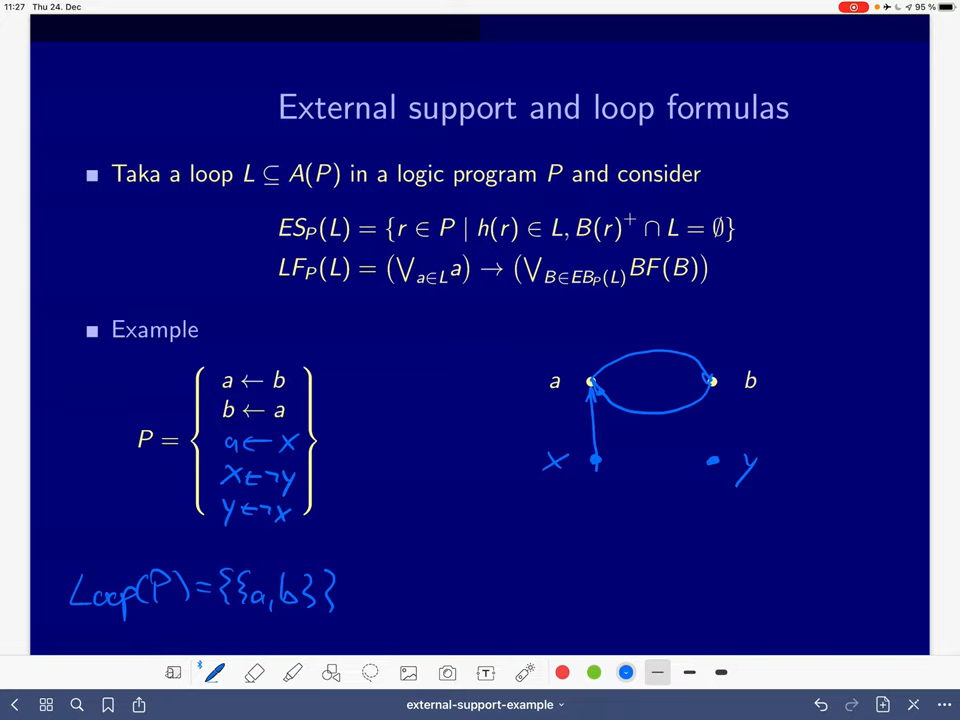 11:27 Thu 24. Dec 95 %
External support and loop formulas
Taka a loop L ⊆ A(P) in a logic program P and consider
ES_P(L) = {r ∈ P | h(r) ∈ L, B(r)⁺ ∩ L = ∅}
LF_P(L) = (⋁_{a∈L} a) → (⋁_{B∈EB_P(L)} BF(B))
Example
a ← b
b ← a
P =
a ← x
x ← ¬y
y ← ¬x
a b
x y
Loop(P) = {{a,b}}
external-support-example